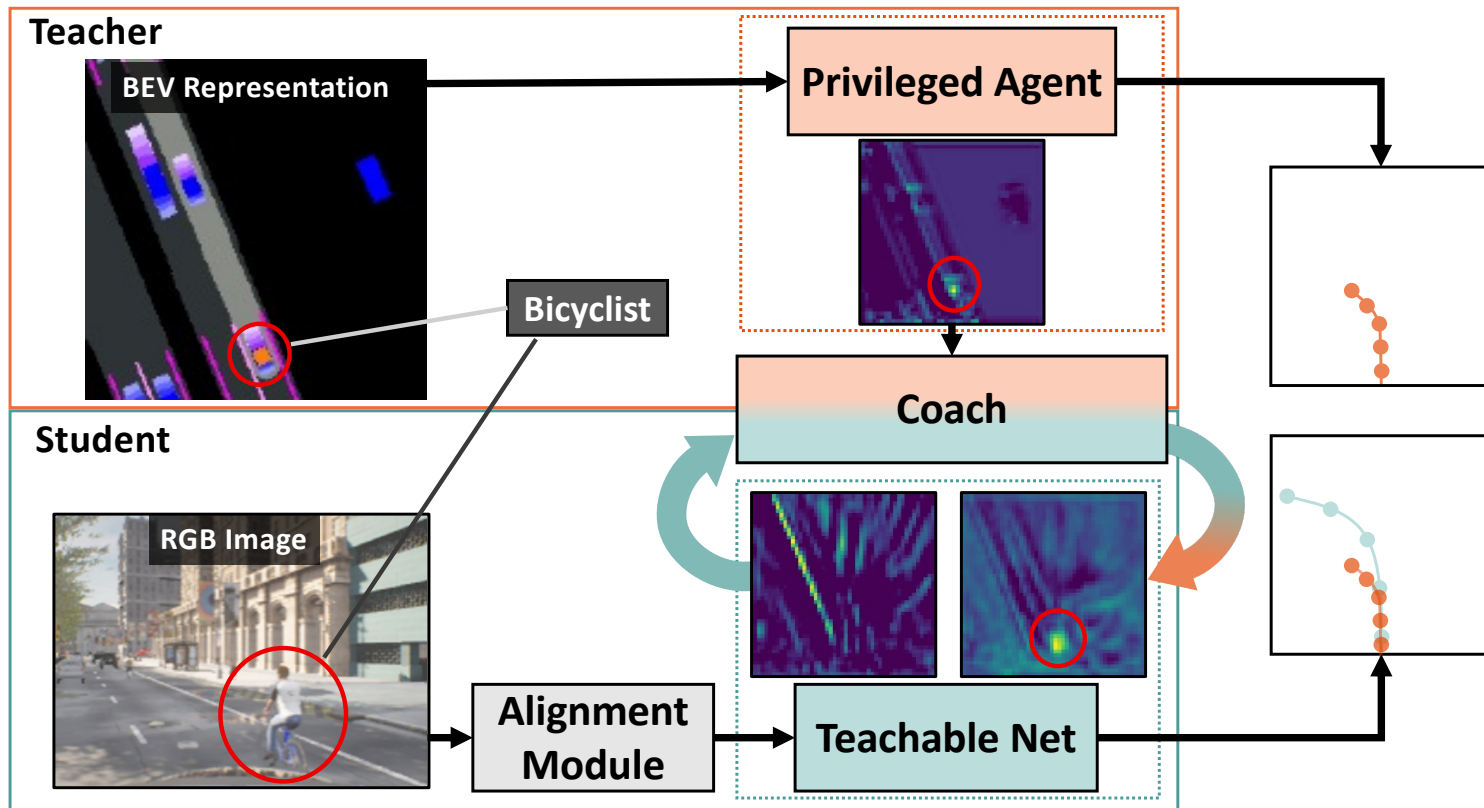 Teacher
BEV Representation
Privileged Agent
Bicyclist
Coach
Student
RGB Image
Alignment
Module
Teachable Net